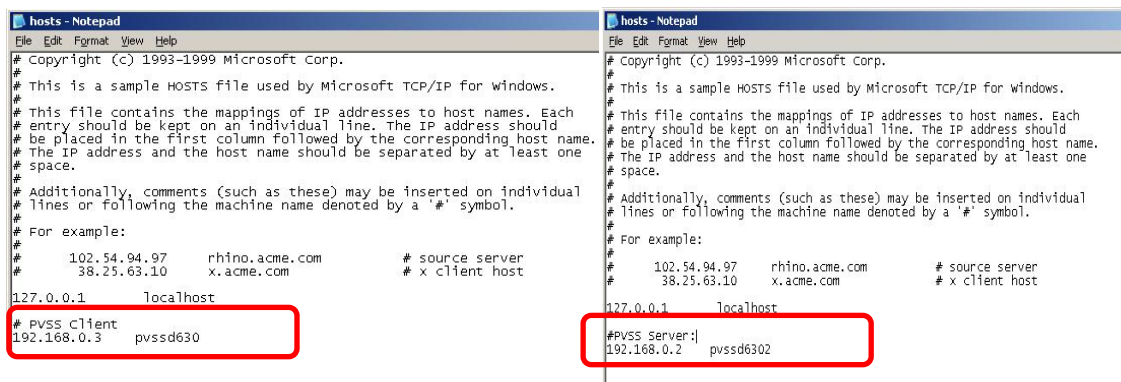 hosts - Notepad
File Edit Format View Help
# Copyright (c) 1993-1999 Microsoft Corp.
#
# This is a sample HOSTS file used by Microsoft TCP/IP for Windows.
#
# This file contains the mappings of IP addresses to host names. Each
# entry should be kept on an individual line. The IP address should
# be placed in the first column followed by the corresponding host name.
# The IP address and the host name should be separated by at least one
# space.
#
# Additionally, comments (such as these) may be inserted on individual
# lines or following the machine name denoted by a '#' symbol.
#
# For example:
#
# 102.54.94.97 rhino.acme.com # source server
# 38.25.63.10 x.acme.com # x client host
127.0.0.1 localhost
# PVSS Client
192.168.0.3 pvssd630
hosts - Notepad
File Edit Format View Help
# Copyright (c) 1993-1999 Microsoft Corp.
#
# This is a sample HOSTS file used by Microsoft TCP/IP for Windows.
#
# This file contains the mappings of IP addresses to host names. Each
# entry should be kept on an individual line. The IP address should
# be placed in the first column followed by the corresponding host name.
# The IP address and the host name should be separated by at least one
# space.
#
# Additionally, comments (such as these) may be inserted on individual
# lines or following the machine name denoted by a '#' symbol.
#
# For example:
#
# 102.54.94.97 rhino.acme.com # source server
# 38.25.63.10 x.acme.com # x client host
127.0.0.1 localhost
#PVSS Server:
192.168.0.2 pvssd6302